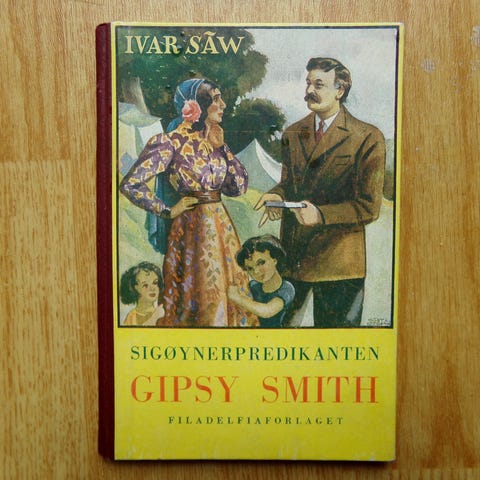 IVAR SÄW
SIGØYNERPREDIKANTEN
GIPSY SMITH
FILADELFIAFORLAGET